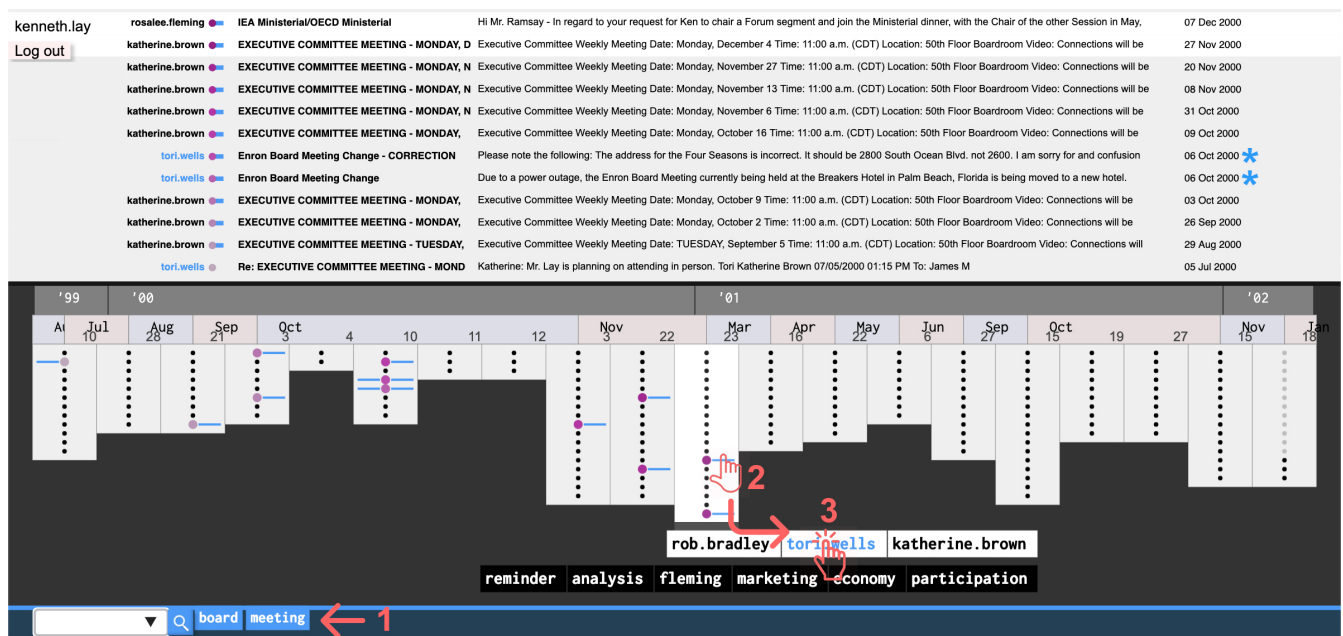 kenneth.lay
Log out
rosalee.fleming IEA Ministerial/OECD Ministerial Hi Mr. Ramsay - In regard to your request for Ken to chair a Forum segment and join the Ministerial dinner, with the Chair of the other Session in May, 07 Dec 2000
katherine.brown EXECUTIVE COMMITTEE MEETING - MONDAY, D Executive Committee Weekly Meeting Date: Monday, December 4 Time: 11:00 a.m. (CDT) Location: 50th Floor Boardroom Video: Connections will be 27 Nov 2000
katherine.brown EXECUTIVE COMMITTEE MEETING - MONDAY, N Executive Committee Weekly Meeting Date: Monday, November 27 Time: 11:00 a.m. (CDT) Location: 50th Floor Boardroom Video: Connections will be 20 Nov 2000
katherine.brown EXECUTIVE COMMITTEE MEETING - MONDAY, N Executive Committee Weekly Meeting Date: Monday, November 13 Time: 11:00 a.m. (CDT) Location: 50th Floor Boardroom Video: Connections will be 08 Nov 2000
katherine.brown EXECUTIVE COMMITTEE MEETING - MONDAY, N Executive Committee Weekly Meeting Date: Monday, November 6 Time: 11:00 a.m. (CDT) Location: 50th Floor Boardroom Video: Connections will be 31 Oct 2000
katherine.brown EXECUTIVE COMMITTEE MEETING - MONDAY, Executive Committee Weekly Meeting Date: Monday, October 16 Time: 11:00 a.m. (CDT) Location: 50th Floor Boardroom Video: Connections will be 09 Oct 2000
tori.wells Enron Board Meeting Change - CORRECTION Please note the following: The address for the Four Seasons is incorrect. It should be 2800 South Ocean Blvd. not 2600. I am sorry for and confusion 06 Oct 2000 *
tori.wells Enron Board Meeting Change Due to a power outage, the Enron Board Meeting currently being held at the Breakers Hotel in Palm Beach, Florida is being moved to a new hotel. 06 Oct 2000 *
katherine.brown EXECUTIVE COMMITTEE MEETING - MONDAY, Executive Committee Weekly Meeting Date: Monday, October 9 Time: 11:00 a.m. (CDT) Location: 50th Floor Boardroom Video: Connections will be 03 Oct 2000
katherine.brown EXECUTIVE COMMITTEE MEETING - MONDAY, Executive Committee Weekly Meeting Date: Monday, October 2 Time: 11:00 a.m. (CDT) Location: 50th Floor Boardroom Video: Connections will be 26 Sep 2000
katherine.brown EXECUTIVE COMMITTEE MEETING - TUESDAY, Executive Committee Weekly Meeting Date: TUESDAY, September 5 Time: 11:00 a.m. (CDT) Location: 50th Floor Boardroom Video: Connections will 29 Aug 2000
tori.wells Re: EXECUTIVE COMMITTEE MEETING - MOND Katherine: Mr. Lay is planning on attending in person. Tori Katherine Brown 07/05/2000 01:15 PM To: James M 05 Jul 2000
'99 '00 '01 '02
Jul Aug Sep Oct Nov Mar Apr May Jun Sep Oct Nov Jan
10 28 21 3 4 10 11 12 3 22 23 16 22 6 27 15 19 27 15 18
2
3
rob.bradley tori.wells katherine.brown
reminder analysis fleming marketing economy participation
board meeting 1